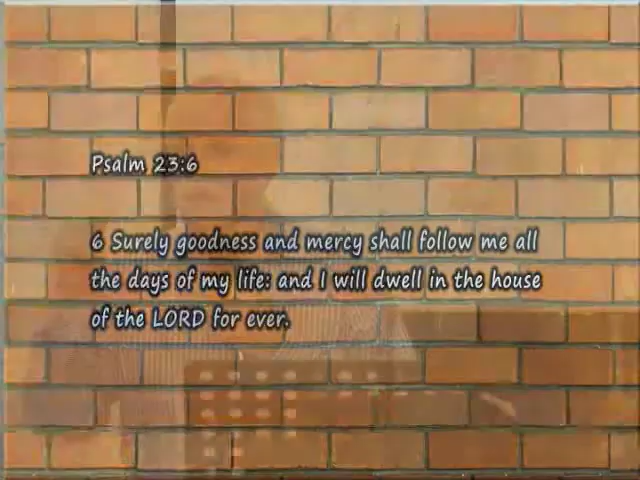 Psalm 23:6
6 Surely goodness and mercy shall follow me all
the days of my life: and I will dwell in the house
of the LORD for ever.